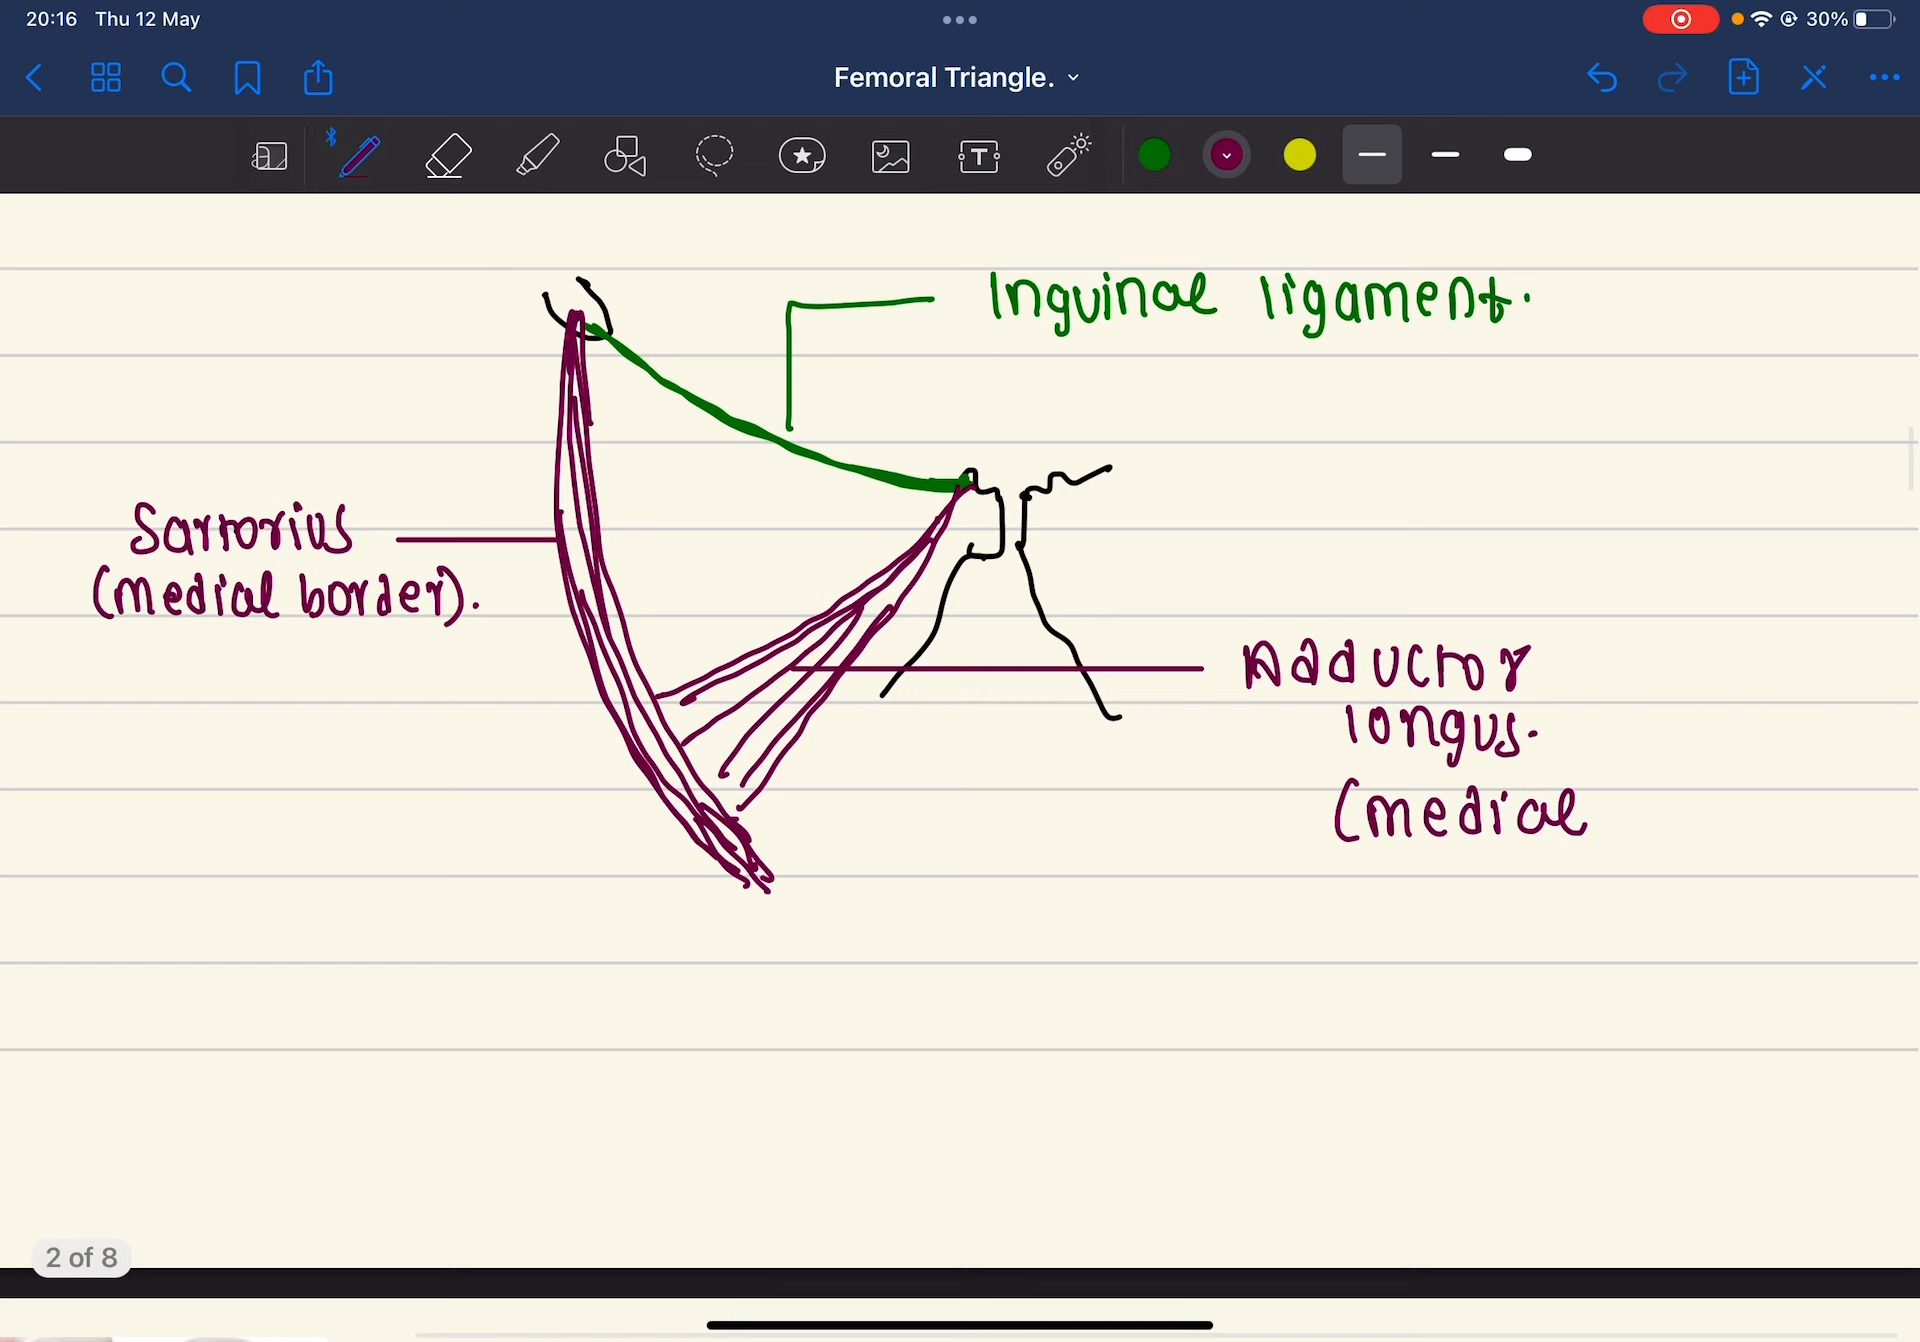 20:16 Thu 12 May
30%
Femoral Triangle.
T
Inguinal ligament.
Sartorius
(medial border).
Adductor
longus.
(medial
2 of 8